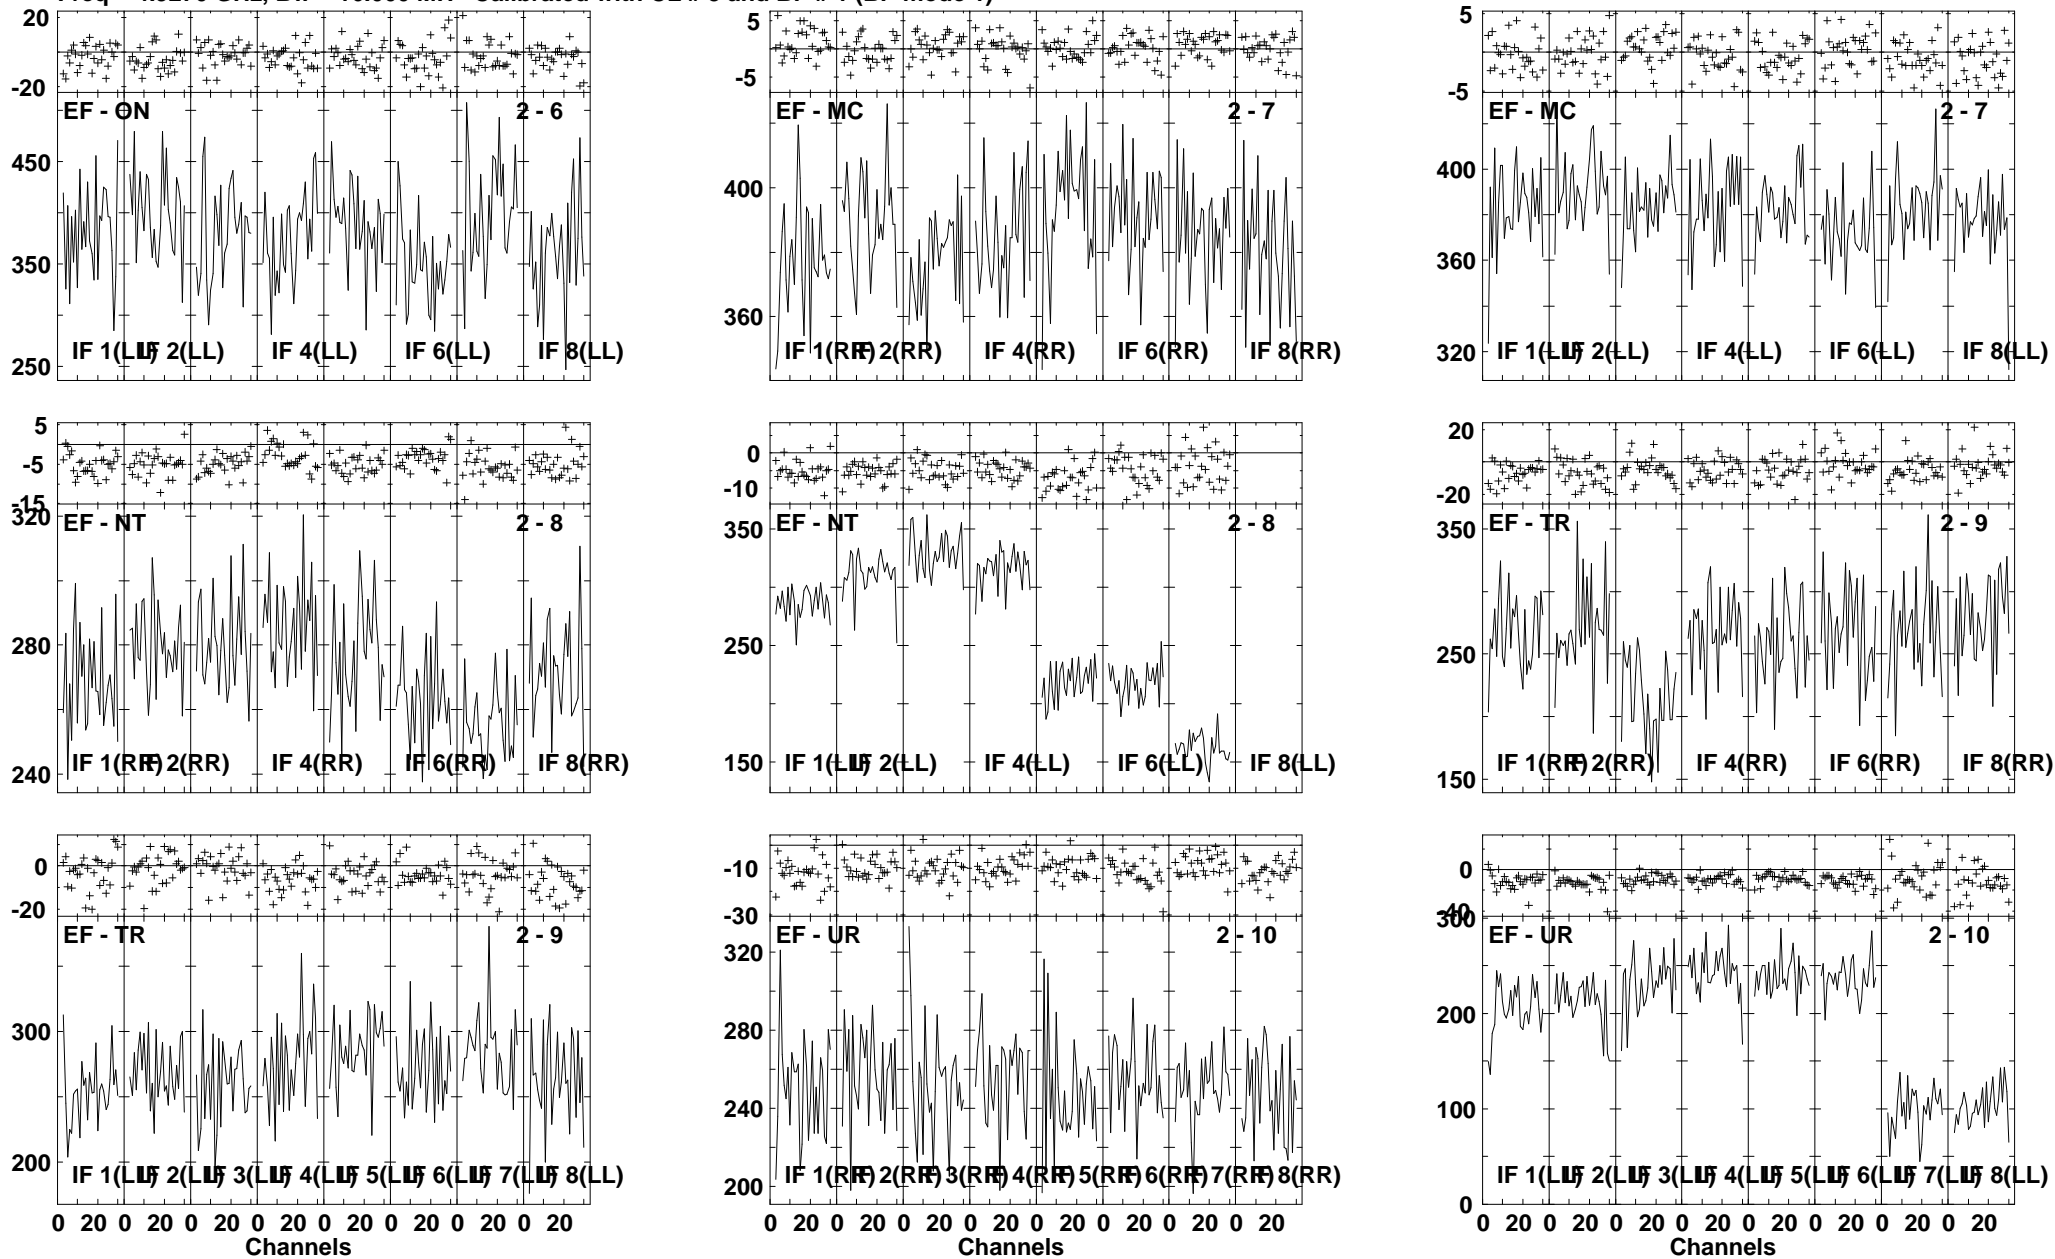 20
-20
EF - ON 2 - 6
450
350
250
IF 1(LL) IF 2(LL) IF 4(LL) IF 6(LL) IF 8(LL)
5
-5
EF - MC 2 - 7
400
360
IF 1(RR) IF 2(RR) IF 4(RR) IF 6(RR) IF 8(RR)
5
-5
EF - MC 2 - 7
400
360
320
IF 1(LL) IF 2(LL) IF 4(LL) IF 6(LL) IF 8(LL)
5
-5
-15
320
EF - NT 2 - 8
280
240
IF 1(RR) IF 2(RR) IF 4(RR) IF 6(RR) IF 8(RR)
0
-10
EF - NT 2 - 8
350
250
150
IF 1(LL) IF 2(LL) IF 4(LL) IF 6(LL) IF 8(LL)
20
-20
EF - TR 2 - 9
350
250
150
IF 1(RR) IF 2(RR) IF 4(RR) IF 6(RR) IF 8(RR)
0
-20
EF - TR 2 - 9
300
200
IF 1(LL) IF 2(LL) IF 3(LL) IF 4(LL) IF 5(LL) IF 6(LL) IF 7(LL) IF 8(LL)
0 20 0 20 0 20 0 20 0 20 0 20 0 20 0 20
Channels
-10
-30
EF - UR 2 - 10
320
280
240
200
IF 1(RR) IF 2(RR) IF 3(RR) IF 4(RR) IF 5(RR) IF 6(RR) IF 7(RR) IF 8(RR)
0 20 0 20 0 20 0 20 0 20 0 20 0 20 0 20
Channels
0
-40
300
EF - UR 2 - 10
200
100
0
IF 1(LL) IF 2(LL) IF 3(LL) IF 4(LL) IF 5(LL) IF 6(LL) IF 7(LL) IF 8(LL)
0 20 0 20 0 20 0 20 0 20 0 20 0 20 0 20
Channels